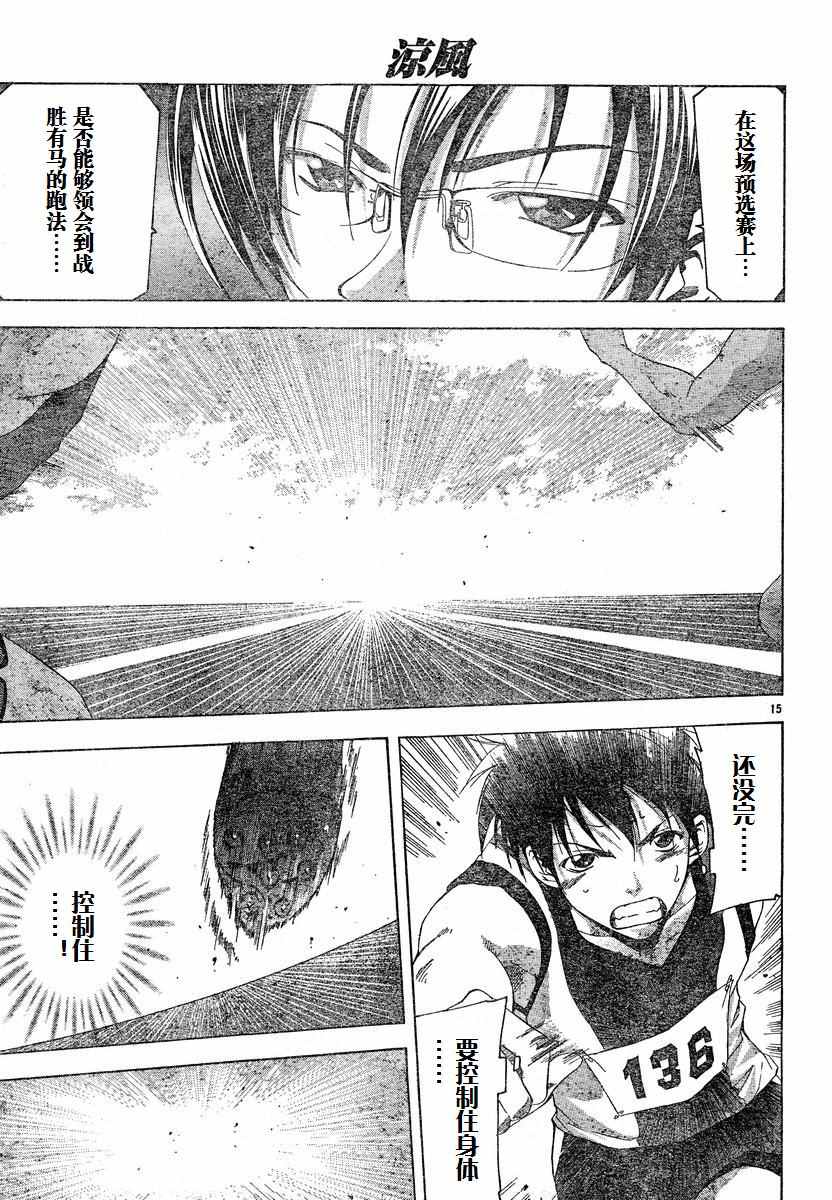 涼風
在这场预选赛上…
是否能够领会到战
胜有马的跑法……
15
还没完……
136
要控制住身体
……
控制住
……!